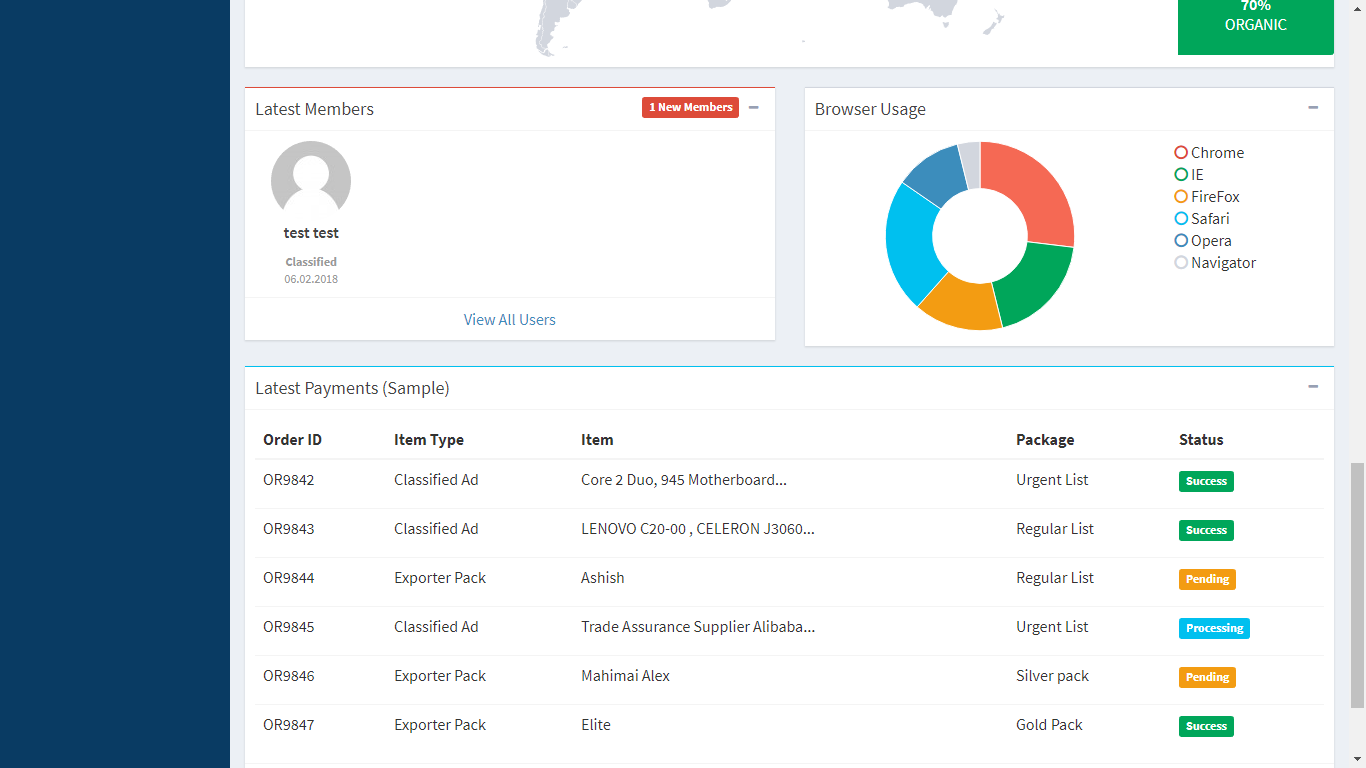 70%
ORGANIC
Latest Members
1 New Members
test test
Classified
06.02.2018
View All Users
Browser Usage
Chrome
IE
FireFox
Safari
Opera
Navigator
Latest Payments (Sample)
Order ID Item Type Item Package Status
OR9842 Classified Ad Core 2 Duo, 945 Motherboard... Urgent List Success
OR9843 Classified Ad LENOVO C20-00 , CELERON J3060... Regular List Success
OR9844 Exporter Pack Ashish Regular List Pending
OR9845 Classified Ad Trade Assurance Supplier Alibaba... Urgent List Processing
OR9846 Exporter Pack Mahimai Alex Silver pack Pending
OR9847 Exporter Pack Elite Gold Pack Success